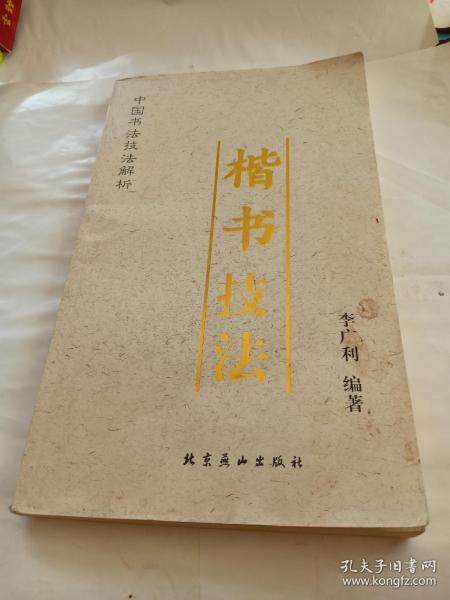 中国书法技法解析
楷书技法
李广利 编著
北京燕山出版社
孔夫子旧书网
www.kongfz.com